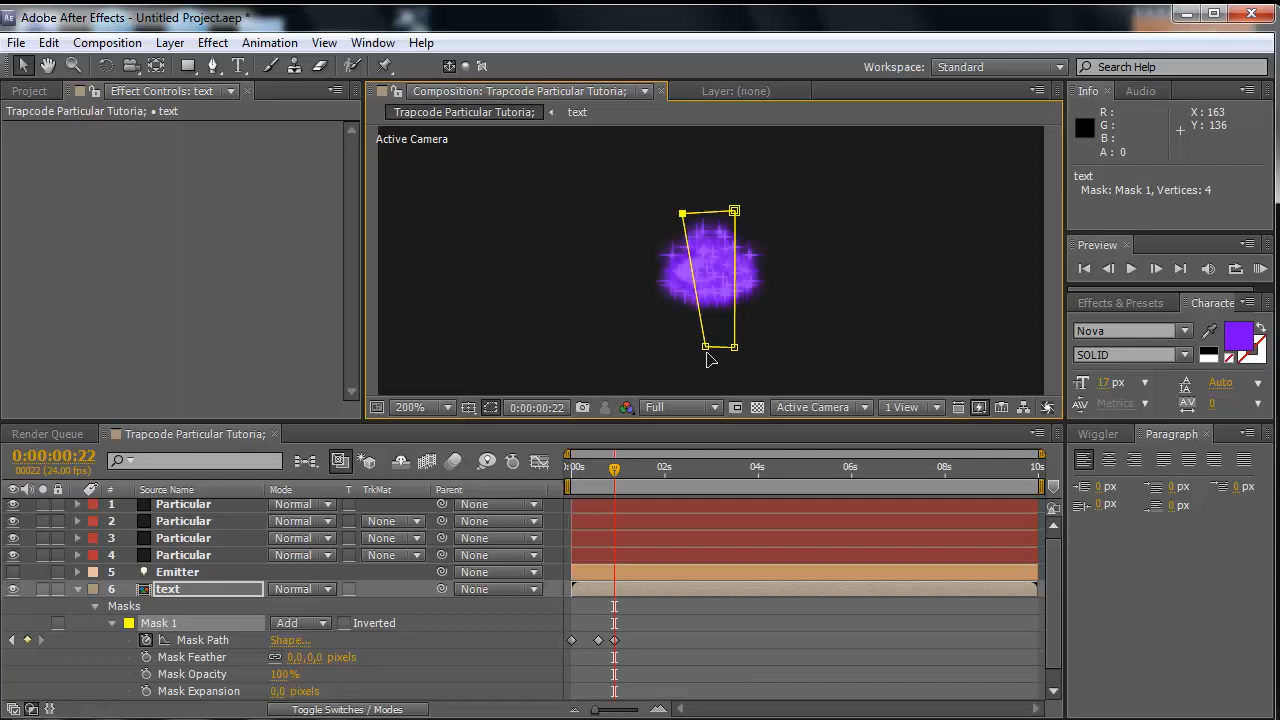 Adobe After Effects - Untitled Project.aep *
File Edit Composition Layer Effect Animation View Window Help
Workspace: Standard Search Help
Project Effect Controls: text Composition: Trapcode Particular Tutoria; Layer: (none) Info Audio
Trapcode Particular Tutoria; • text
Trapcode Particular Tutoria; text
Active Camera
R : X : 163
G : Y : 136
B :
A : 0
text
Mask: Mask 1, Vertices: 4
Preview
Effects & Presets Characte
Nova
SOLID
17 px Auto
Metrics 0
200% 0:00:00:22 Full Active Camera 1 View
Render Queue Trapcode Particular Tutoria; Wiggler Paragraph
0:00:00:22
00022 (24.00 fps)
0:00s 02s 04s 06s 08s 10s
# Source Name Mode T TrkMat Parent
1 Particular Normal None
2 Particular Normal None None
3 Particular Normal None None
4 Particular Normal None None
5 Emitter None
6 text Normal None
Masks
Mask 1 Add Inverted
Mask Path Shape...
Mask Feather 0,0,0,0 pixels
Mask Opacity 100%
Mask Expansion 0,0 pixels
Toggle Switches / Modes
0 px 0 px 0 px
0 px 0 px